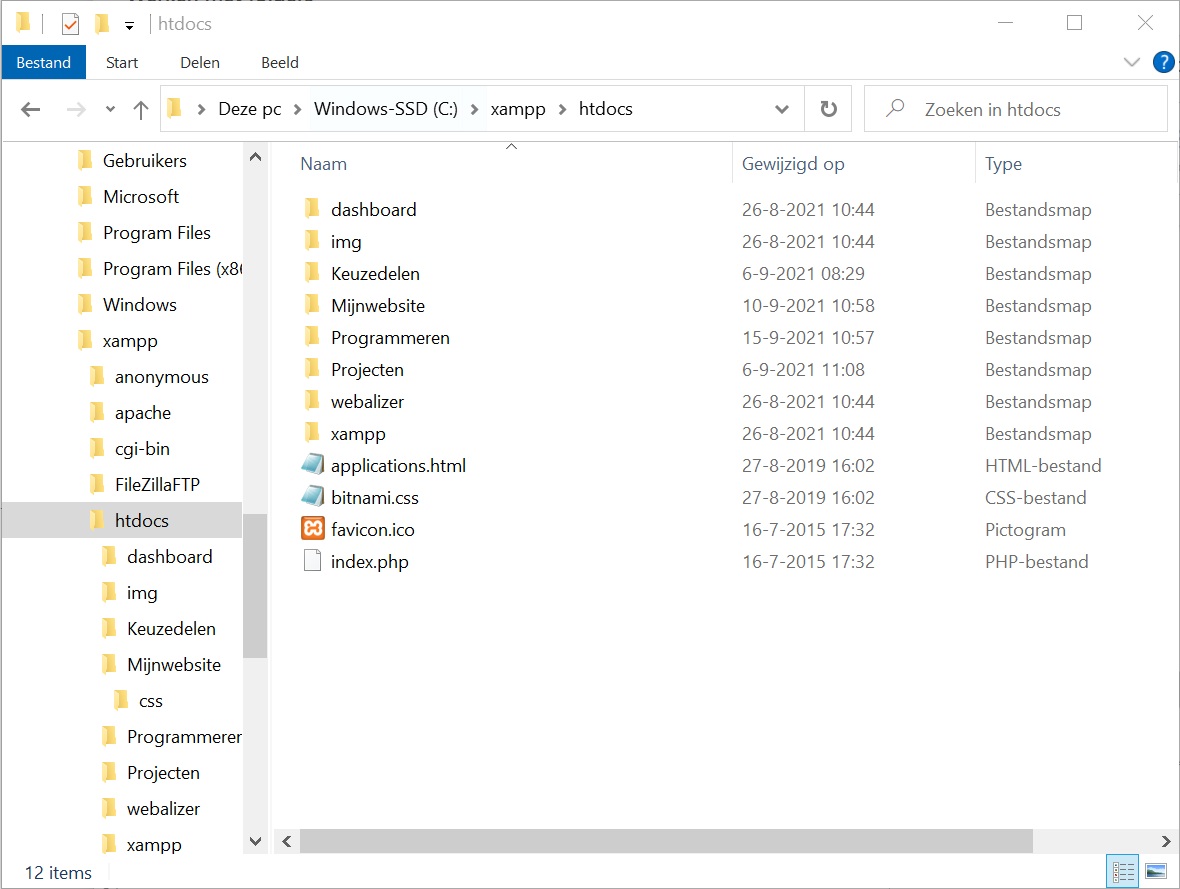 htdocs
Bestand Start Delen Beeld ?
Deze pc Windows-SSD (C:) xampp htdocs Zoeken in htdocs
Gebruikers
Microsoft
Program Files
Program Files (x86
Windows
xampp
anonymous
apache
cgi-bin
FileZillaFTP
htdocs
dashboard
img
Keuzedelen
Mijnwebsite
css
Programmeren
Projecten
webalizer
xampp
Naam Gewijzigd op Type
dashboard 26-8-2021 10:44 Bestandsmap
img 26-8-2021 10:44 Bestandsmap
Keuzedelen 6-9-2021 08:29 Bestandsmap
Mijnwebsite 10-9-2021 10:58 Bestandsmap
Programmeren 15-9-2021 10:57 Bestandsmap
Projecten 6-9-2021 11:08 Bestandsmap
webalizer 26-8-2021 10:44 Bestandsmap
xampp 26-8-2021 10:44 Bestandsmap
applications.html 27-8-2019 16:02 HTML-bestand
bitnami.css 27-8-2019 16:02 CSS-bestand
favicon.ico 16-7-2015 17:32 Pictogram
index.php 16-7-2015 17:32 PHP-bestand
12 items